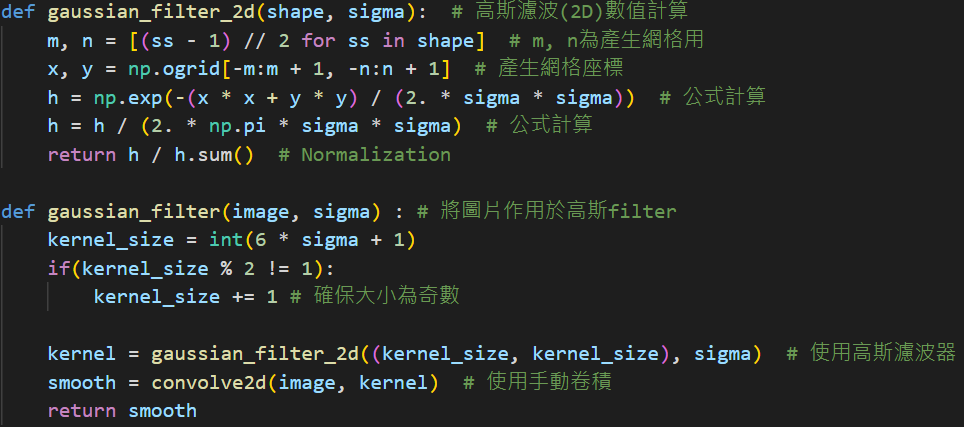 def gaussian_filter_2d(shape, sigma):  # 高斯濾波(2D)數值計算
    m, n = [(ss - 1) // 2 for ss in shape]  # m, n為產生網格用
    x, y = np.ogrid[-m:m + 1, -n:n + 1]  # 產生網格座標
    h = np.exp(-(x * x + y * y) / (2. * sigma * sigma))  # 公式計算
    h = h / (2. * np.pi * sigma * sigma)  # 公式計算
    return h / h.sum()  # Normalization

def gaussian_filter(image, sigma) : # 將圖片作用於高斯filter
    kernel_size = int(6 * sigma + 1)
    if(kernel_size % 2 != 1):
        kernel_size += 1 # 確保大小為奇數

    kernel = gaussian_filter_2d((kernel_size, kernel_size), sigma)  # 使用高斯濾波器
    smooth = convolve2d(image, kernel)  # 使用手動卷積
    return smooth